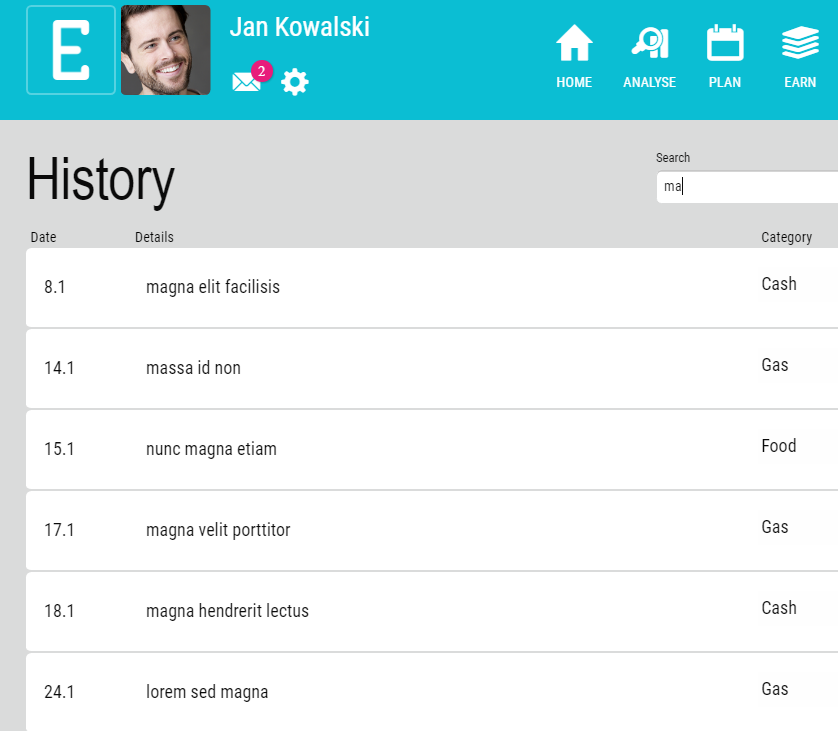 E
Jan Kowalski
2
HOME ANALYSE PLAN EARN
History
Search
ma
Date Details Category
8.1 magna elit facilisis Cash
14.1 massa id non Gas
15.1 nunc magna etiam Food
17.1 magna velit porttitor Gas
18.1 magna hendrerit lectus Cash
24.1 lorem sed magna Gas